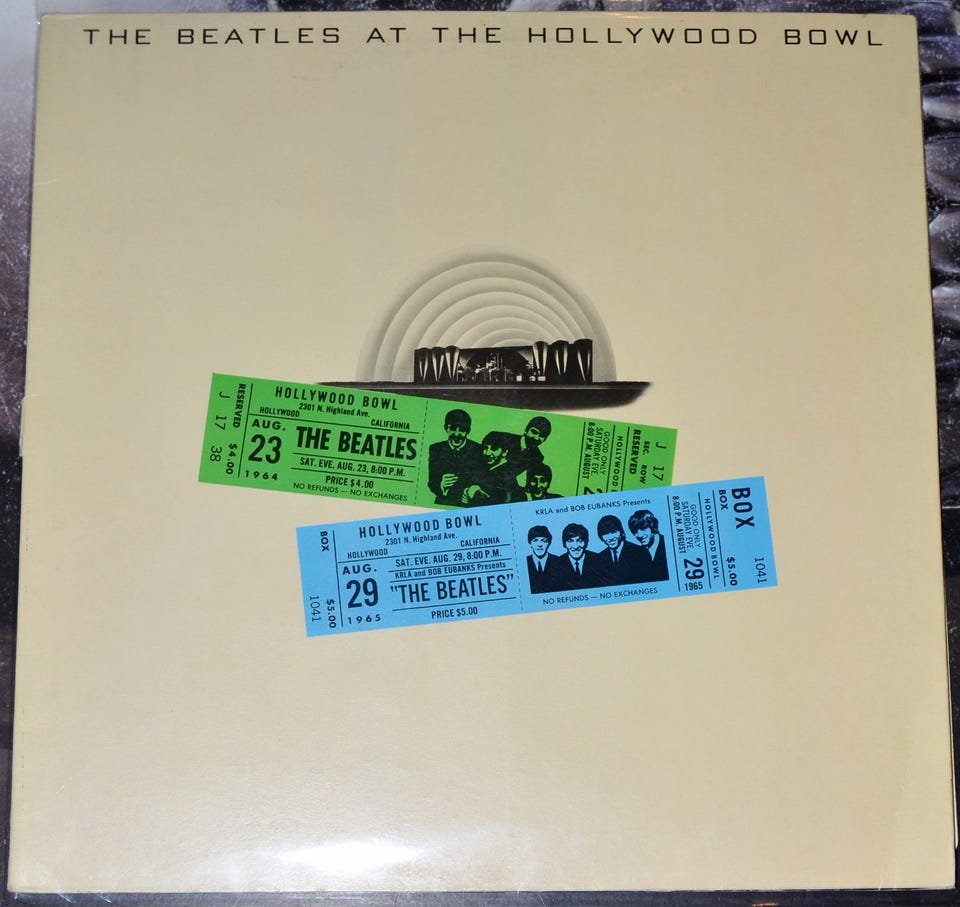 THE BEATLES AT THE HOLLYWOOD BOWL
RESERVED $4.00
J 17 38
HOLLYWOOD BOWL
2301 N. Highland Ave.
HOLLYWOOD CALIFORNIA
AUG.
23
1964
THE BEATLES
SAT. EVE. AUG. 23, 8:00 P.M.
PRICE $4.00
NO REFUNDS — NO EXCHANGES
GOOD ONLY
SATURDAY EVE.
8:00 P.M. AUGUST
HOLLYWOOD
RESERVED
SEC. ROW
J 17
BOX $5.00
1041
HOLLYWOOD BOWL
2301 N. Highland Ave.
HOLLYWOOD CALIFORNIA
AUG.
29
1965
SAT. EVE. AUG. 29, 8:00 P.M.
KRLA and BOB EUBANKS Presents
"THE BEATLES"
PRICE $5.00
KRLA and BOB EUBANKS Presents
NO REFUNDS — NO EXCHANGES
GOOD ONLY
SATURDAY EVE.
8:00 P.M. AUGUST
29
1965
HOLLYWOOD BOWL
BOX $5.00
BOX
1041